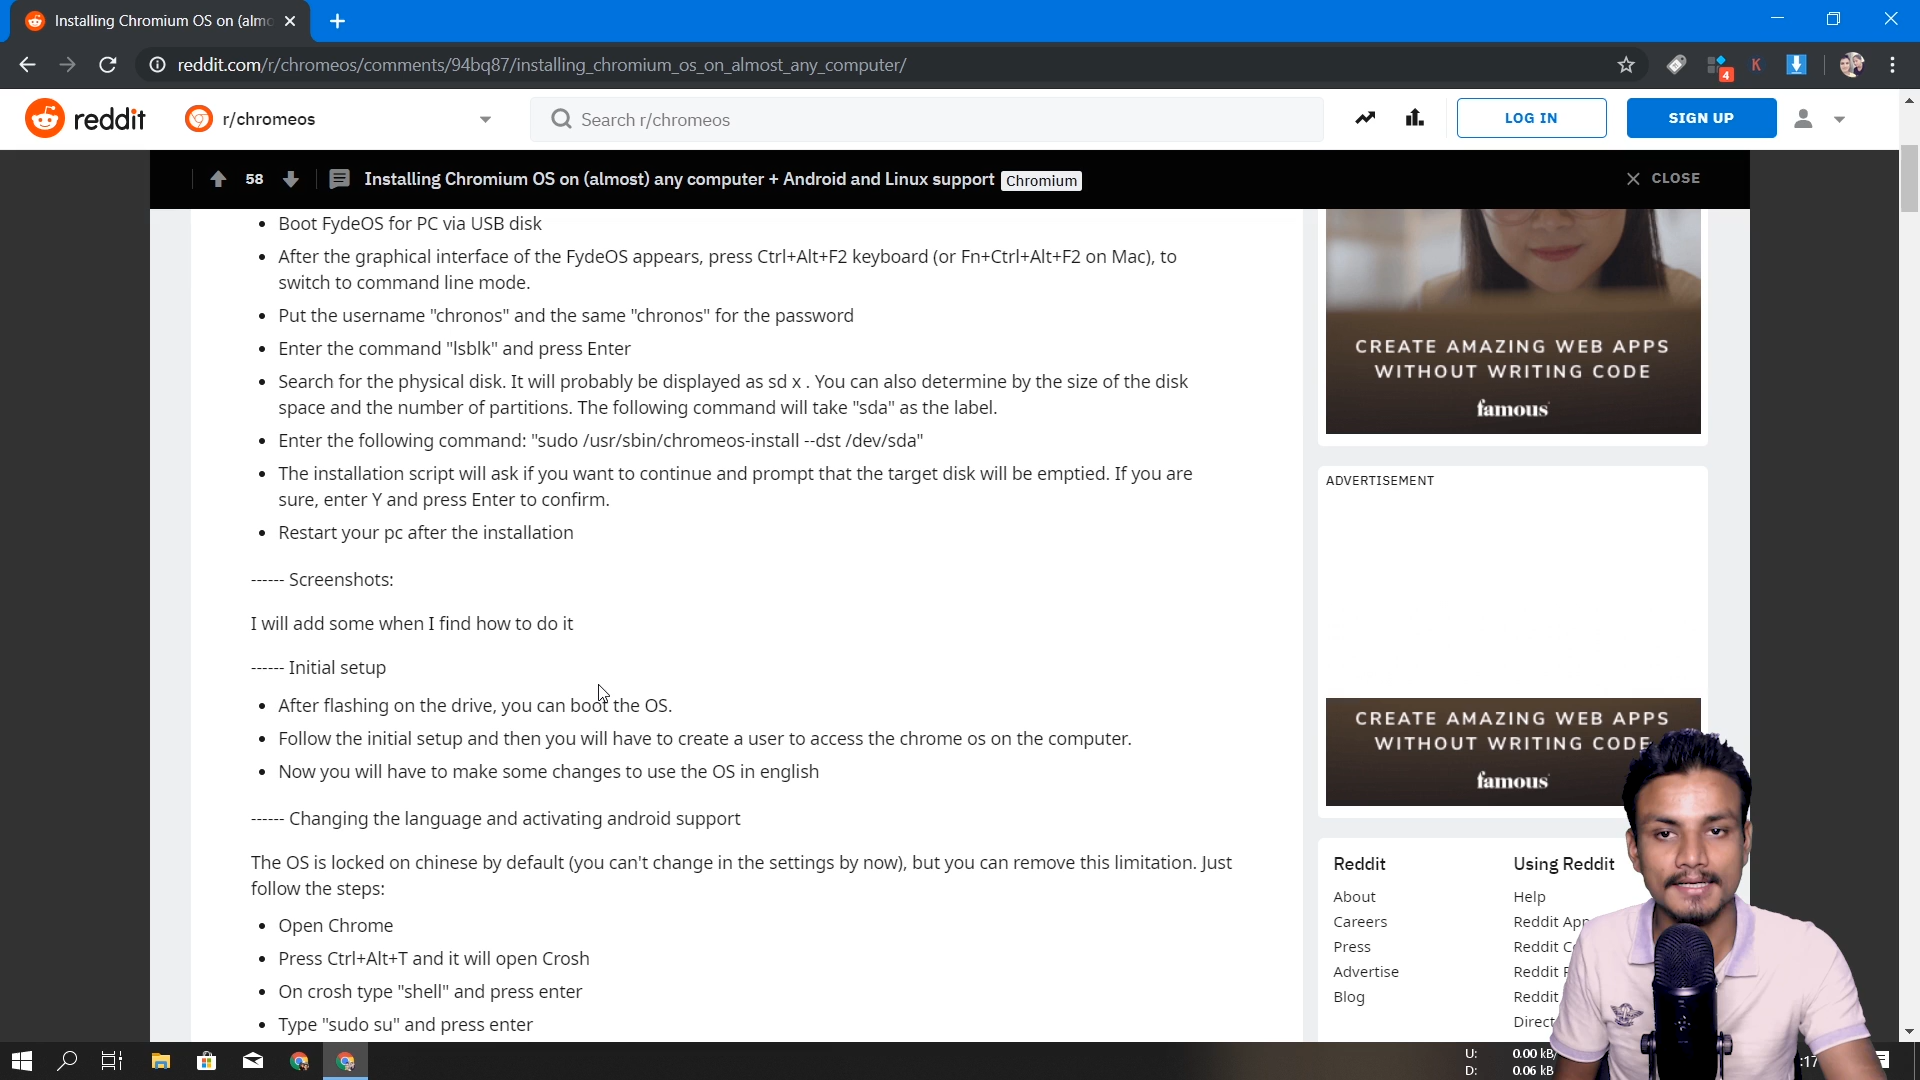 Installing Chromium OS on (almo
reddit.com/r/chromeos/comments/94bq87/installing_chromium_os_on_almost_any_computer/
4
K
reddit
r/chromeos
Search r/chromeos
LOG IN
SIGN UP
58
Installing Chromium OS on (almost) any computer + Android and Linux support
Chromium
CLOSE
• Boot FydeOS for PC via USB disk
• After the graphical interface of the FydeOS appears, press Ctrl+Alt+F2 keyboard (or Fn+Ctrl+Alt+F2 on Mac), to
switch to command line mode.
• Put the username "chronos" and the same "chronos" for the password
• Enter the command "lsblk" and press Enter
• Search for the physical disk. It will probably be displayed as sd x . You can also determine by the size of the disk
space and the number of partitions. The following command will take "sda" as the label.
• Enter the following command: "sudo /usr/sbin/chromeos-install --dst /dev/sda"
• The installation script will ask if you want to continue and prompt that the target disk will be emptied. If you are
sure, enter Y and press Enter to confirm.
• Restart your pc after the installation
------ Screenshots:
I will add some when I find how to do it
------ Initial setup
• After flashing on the drive, you can boot the OS.
• Follow the initial setup and then you will have to create a user to access the chrome os on the computer.
• Now you will have to make some changes to use the OS in english
------ Changing the language and activating android support
The OS is locked on chinese by default (you can't change in the settings by now), but you can remove this limitation. Just
follow the steps:
• Open Chrome
• Press Ctrl+Alt+T and it will open Crosh
• On crosh type "shell" and press enter
• Type "sudo su" and press enter
CREATE AMAZING WEB APPS
WITHOUT WRITING CODE
famous
ADVERTISEMENT
CREATE AMAZING WEB APPS
WITHOUT WRITING CODE
famous
Reddit
About
Careers
Press
Advertise
Blog
Using Reddit
Help
Reddit App
Reddit
Reddit
Reddit
Direct
U: 0.00 kB/
D: 0.06 kB
:17